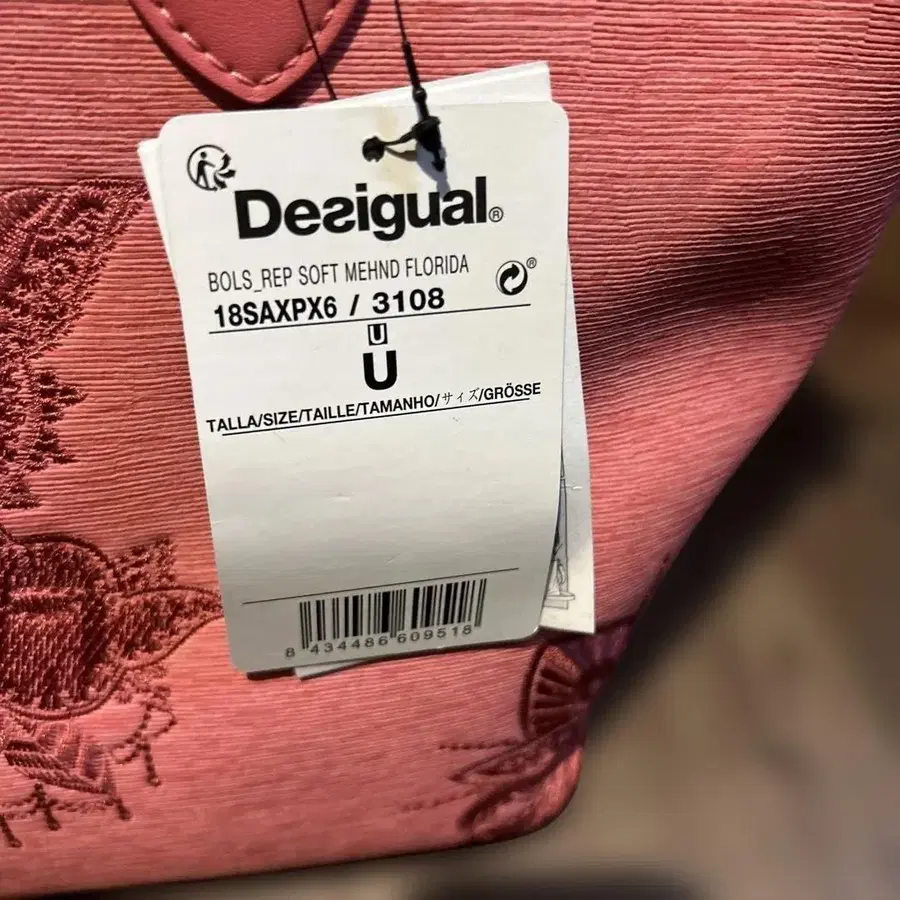 Desigual®
BOLS_REP SOFT MEHND FLORIDA
®
18SAXPX6 / 3108
U
U
TALLA/SIZE/TAILLE/TAMANHO/サイズ/GRÖSSE
8 434486 609518